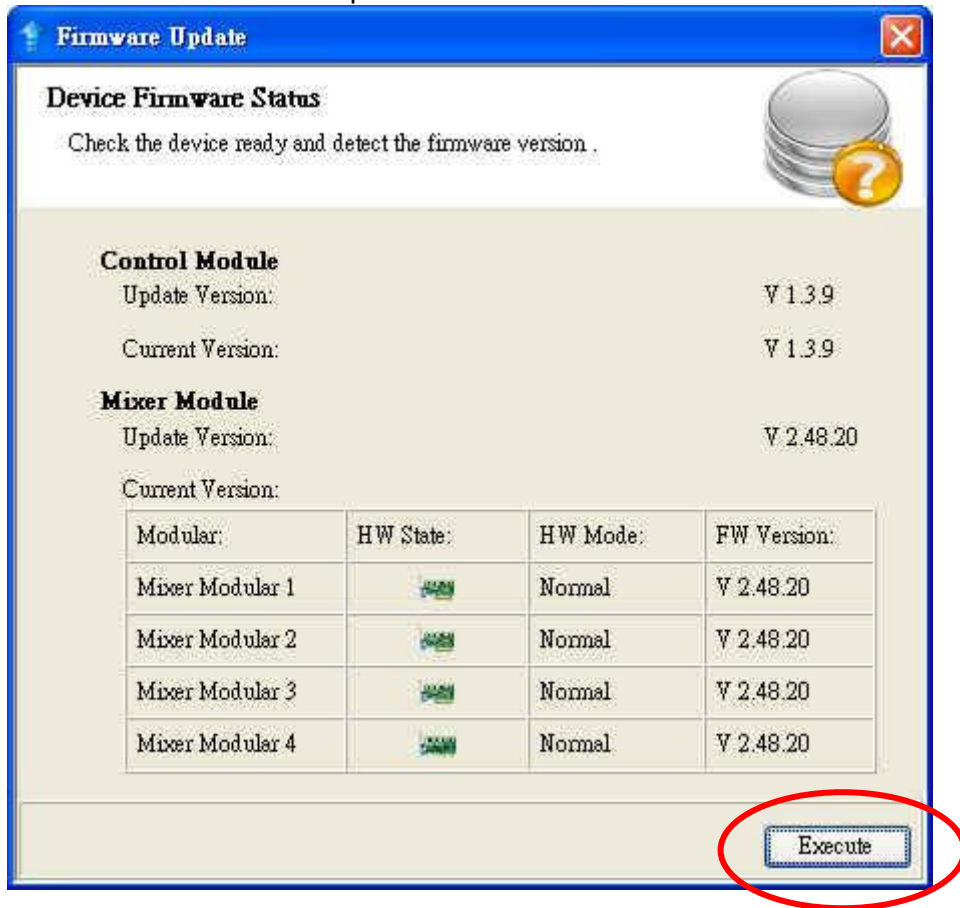 Firmware Update
Device Firmware Status
Check the device ready and detect the firmware version .
Control Module
Update Version: V 1.3.9
Current Version: V 1.3.9
Mixer Module
Update Version: V 2.48.20
Current Version:
Modular: HW State: HW Mode: FW Version:
Mixer Modular 1 Normal V 2.48.20
Mixer Modular 2 Normal V 2.48.20
Mixer Modular 3 Normal V 2.48.20
Mixer Modular 4 Normal V 2.48.20
Execute